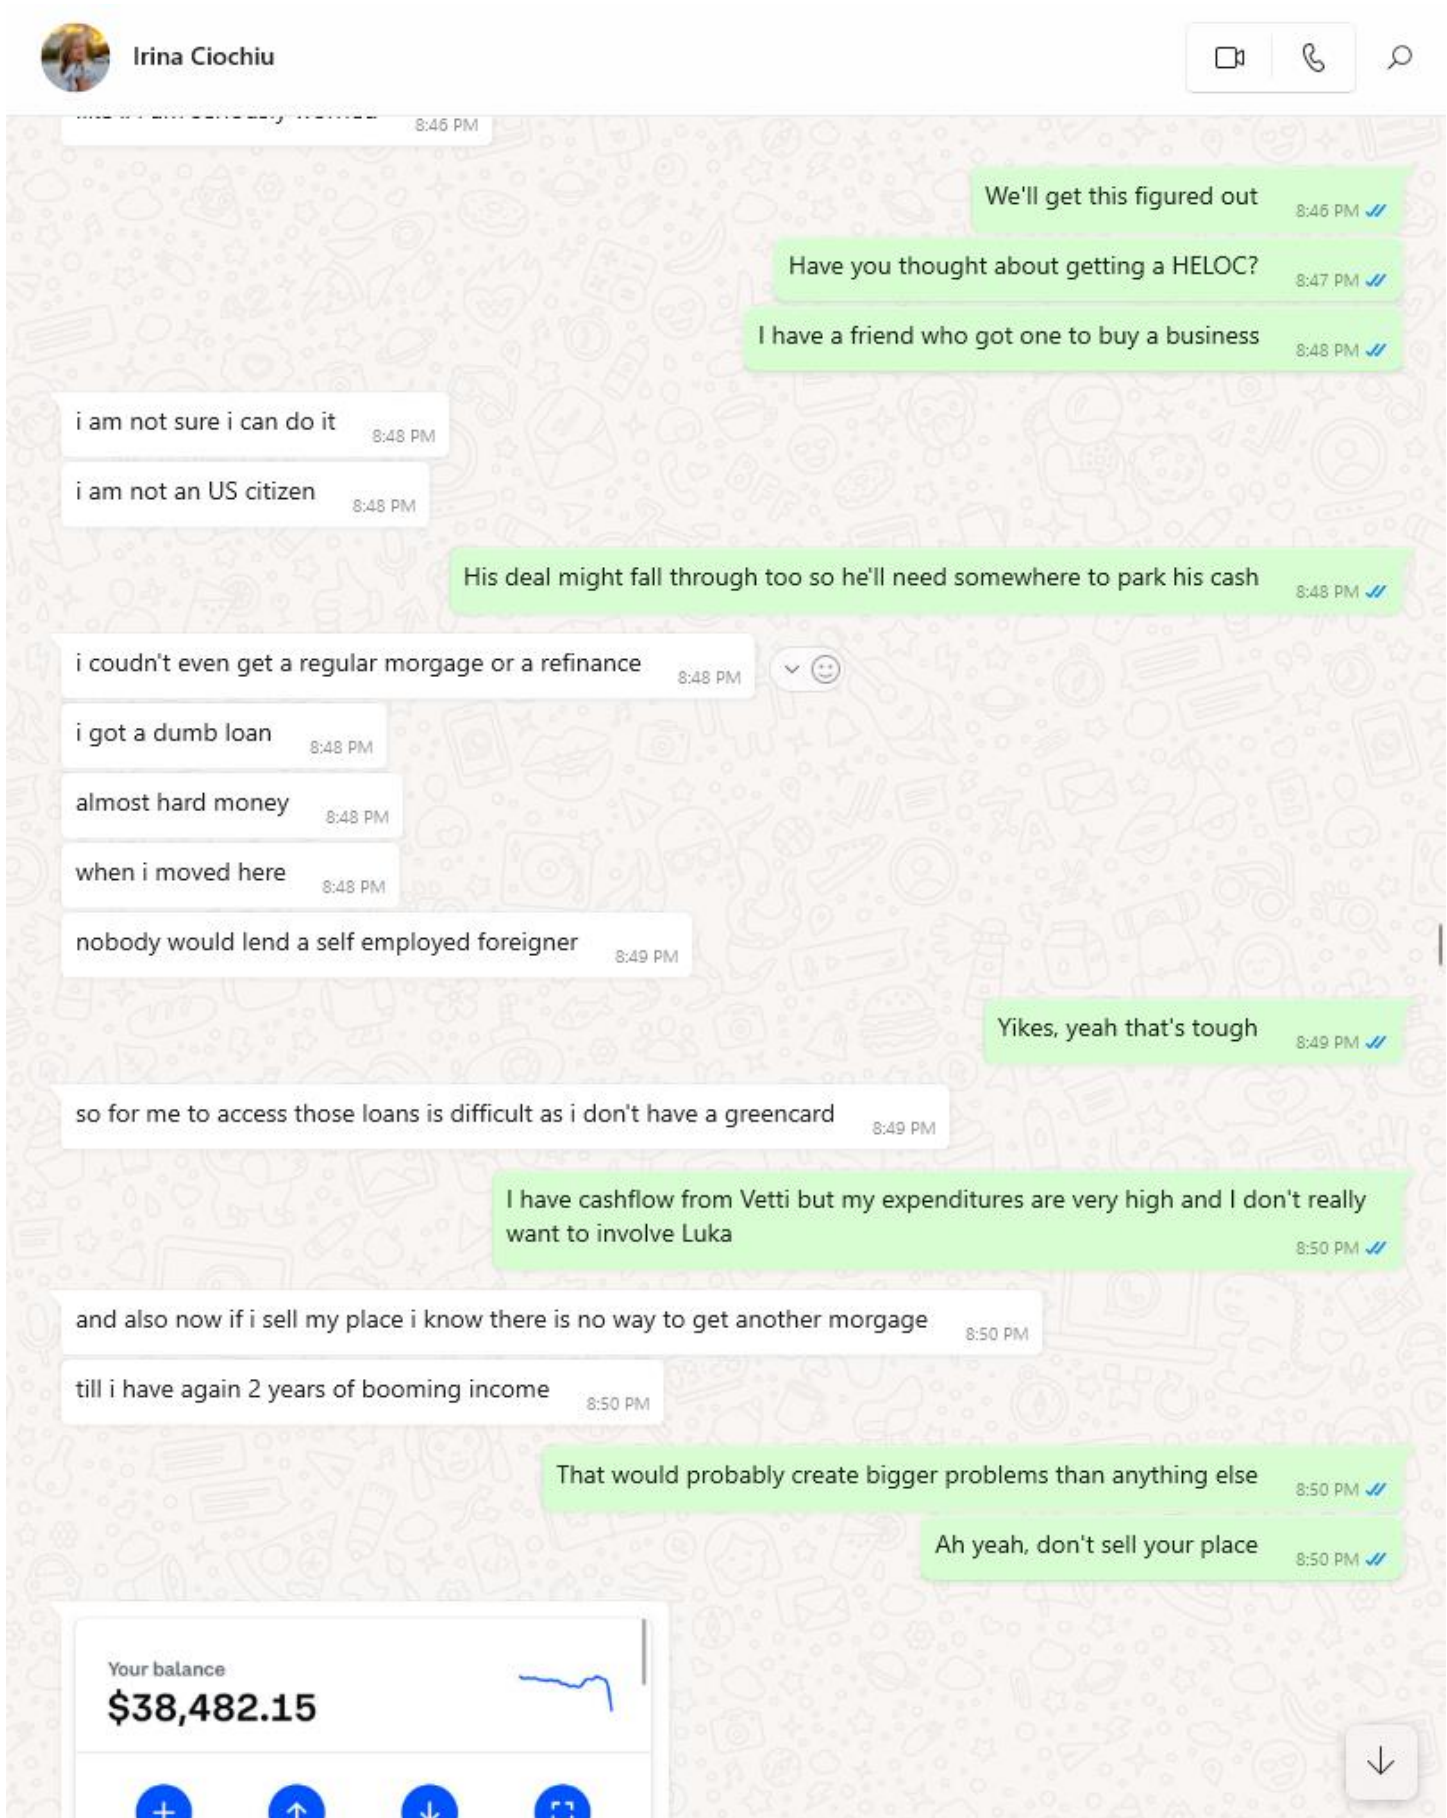 Irina Ciochiu
8:46 PM
We'll get this figured out
8:46 PM
Have you thought about getting a HELOC?
8:47 PM
I have a friend who got one to buy a business
8:48 PM
i am not sure i can do it
8:48 PM
i am not an US citizen
8:48 PM
His deal might fall through too so he'll need somewhere to park his cash
8:48 PM
i coudn't even get a regular morgage or a refinance
8:48 PM
i got a dumb loan
8:48 PM
almost hard money
8:48 PM
when i moved here
8:48 PM
nobody would lend a self employed foreigner
8:49 PM
Yikes, yeah that's tough
8:49 PM
so for me to access those loans is difficult as i don't have a greencard
8:49 PM
I have cashflow from Vetti but my expenditures are very high and I don't really
want to involve Luka
8:50 PM
and also now if i sell my place i know there is no way to get another morgage
8:50 PM
till i have again 2 years of booming income
8:50 PM
That would probably create bigger problems than anything else
8:50 PM
Ah yeah, don't sell your place
8:50 PM
Your balance
$38,482.15